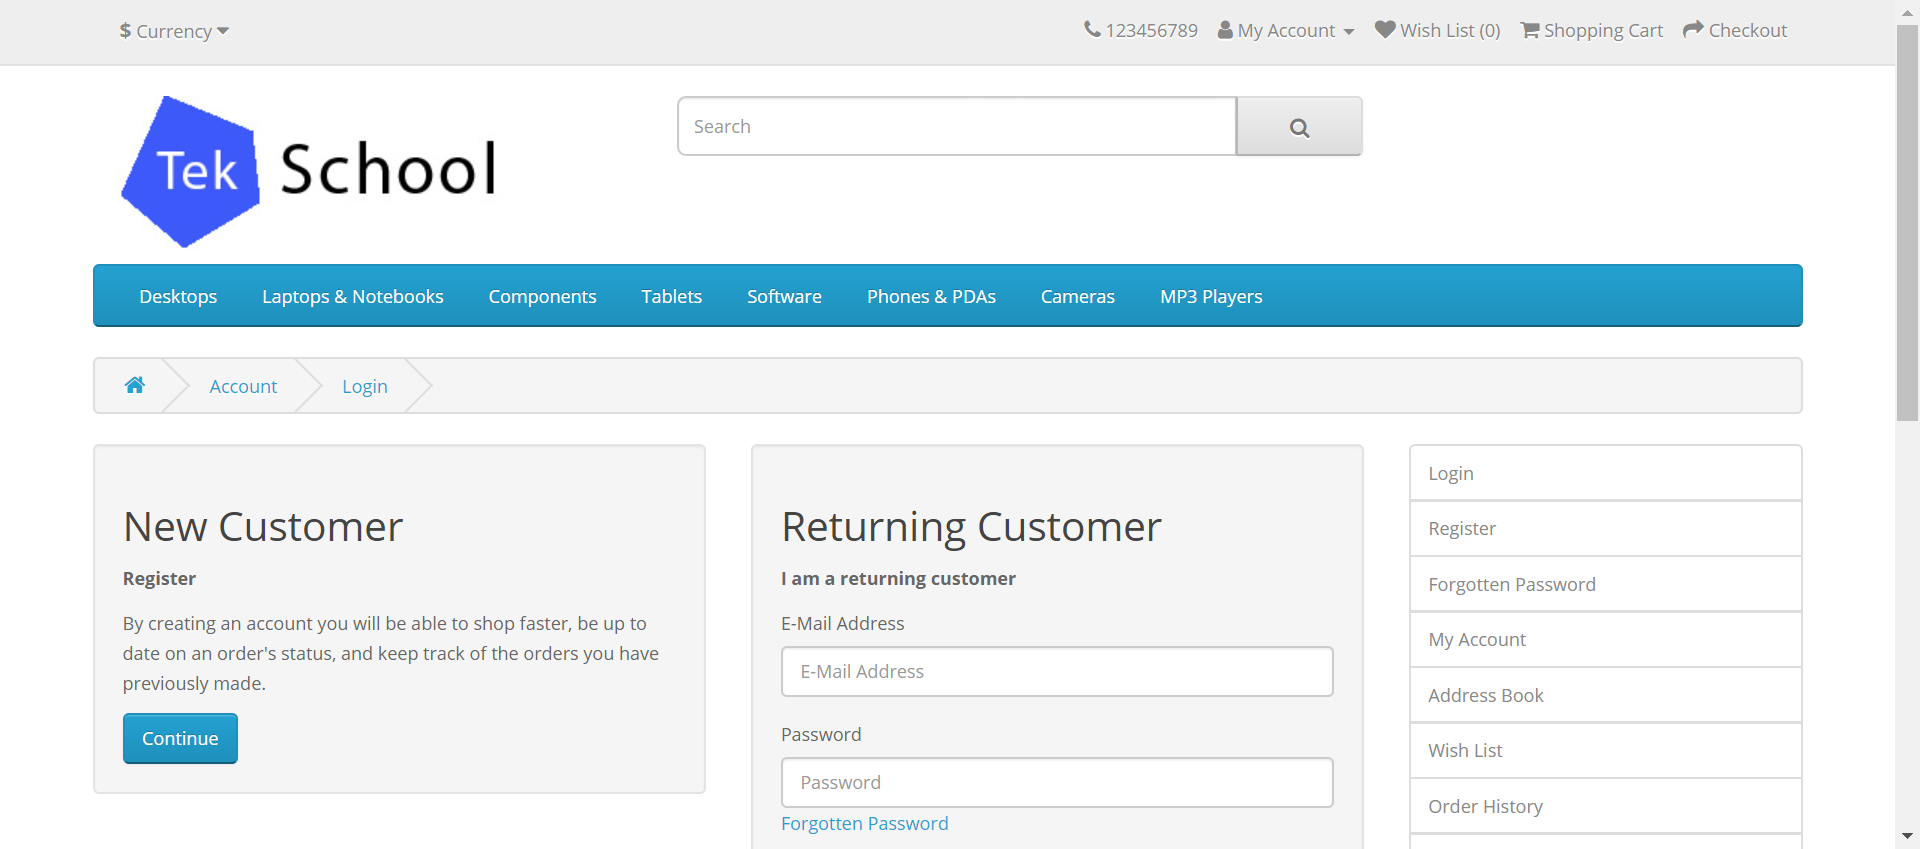 $ Currency
123456789 My Account Wish List (0) Shopping Cart Checkout
Tek School
Search
Desktops Laptops & Notebooks Components Tablets Software Phones & PDAs Cameras MP3 Players
Account Login
New Customer
Register
By creating an account you will be able to shop faster, be up to
date on an order's status, and keep track of the orders you have
previously made.
Continue
Returning Customer
I am a returning customer
E-Mail Address
E-Mail Address
Password
Password
Forgotten Password
Login
Register
Forgotten Password
My Account
Address Book
Wish List
Order History